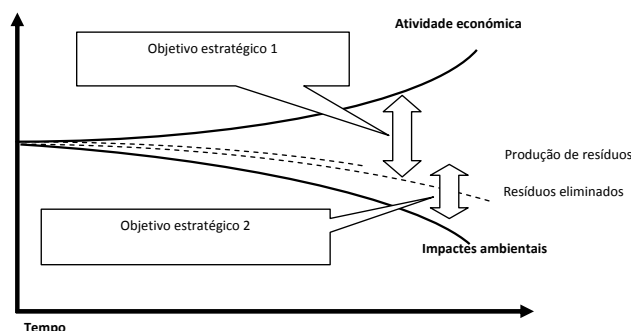 Atividade económica
Objetivo estratégico 1
Produção de resíduos
Resíduos eliminados
Objetivo estratégico 2
Impactes ambientais
Tempo